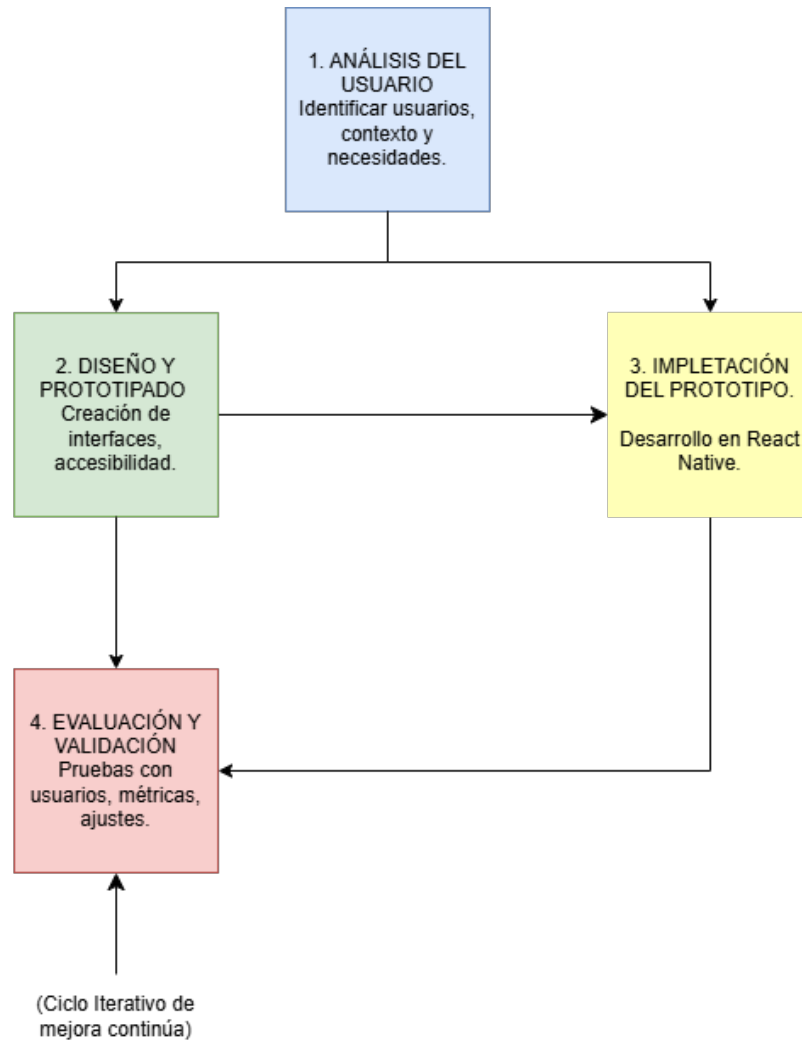 1. ANÁLISIS DEL
USUARIO
Identificar usuarios,
contexto y
necesidades.
2. DISEÑO Y
PROTOTIPADO
Creación de
interfaces,
accesibilidad.
3. IMPLETACIÓN
DEL PROTOTIPO.
Desarrollo en React
Native.
4. EVALUACIÓN Y
VALIDACIÓN
Pruebas con
usuarios, métricas,
ajustes.
(Ciclo Iterativo de
mejora continúa)